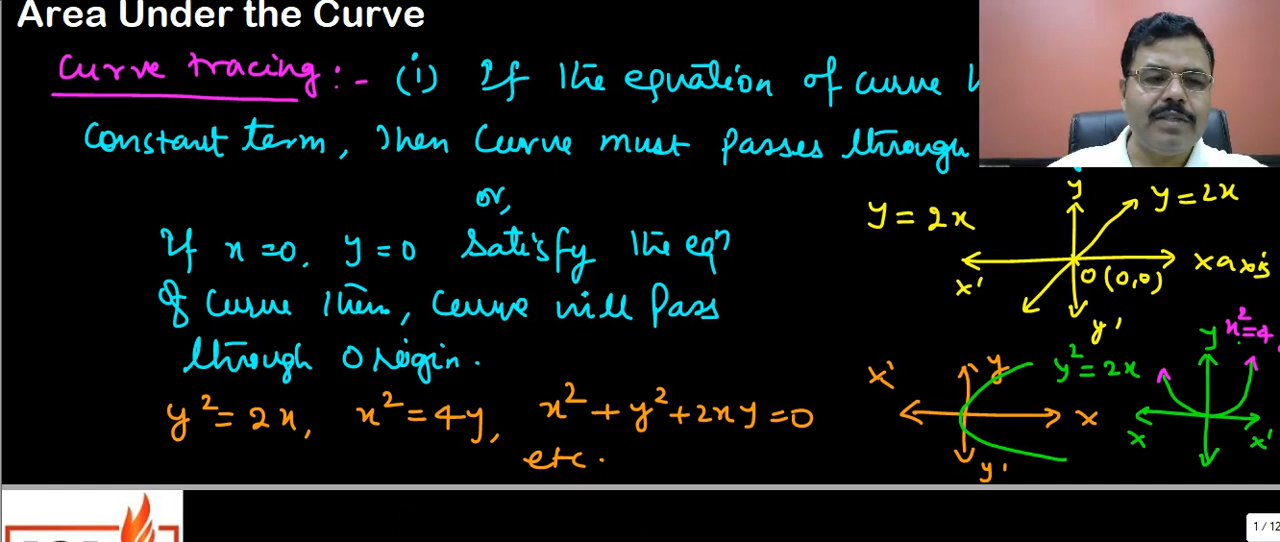 Area Under the Curve
Curve tracing :- (i) If the equation of curve
constant term, then Curve must passes through
or,
If x=0, y=0 satisfy the eqn
Of curve then, curve will pass
through origin.
y² = 2x, x² = 4y, x² + y² + 2xy = 0
etc.
y = 2x
y
y = 2x
x'
O (0,0)
x axis
y'
x'
y
y² = 2x
x
y'
y
x² = 4
x
x'
1 / 12